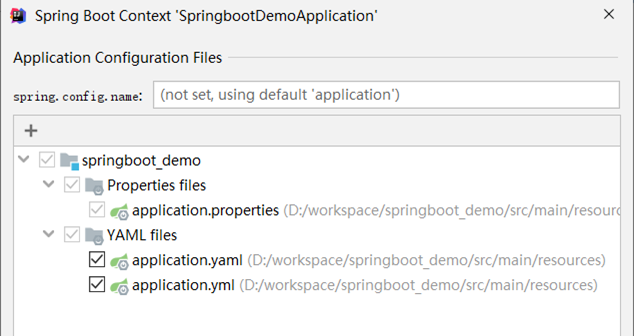 Spring Boot Context 'SpringbootDemoApplication'
Application Configuration Files
spring.config.name: (not set, using default 'application')
springboot_demo
Properties files
application.properties (D:/workspace/springboot_demo/src/main/resourc
YAML files
application.yaml (D:/workspace/springboot_demo/src/main/resources)
application.yml (D:/workspace/springboot_demo/src/main/resources)